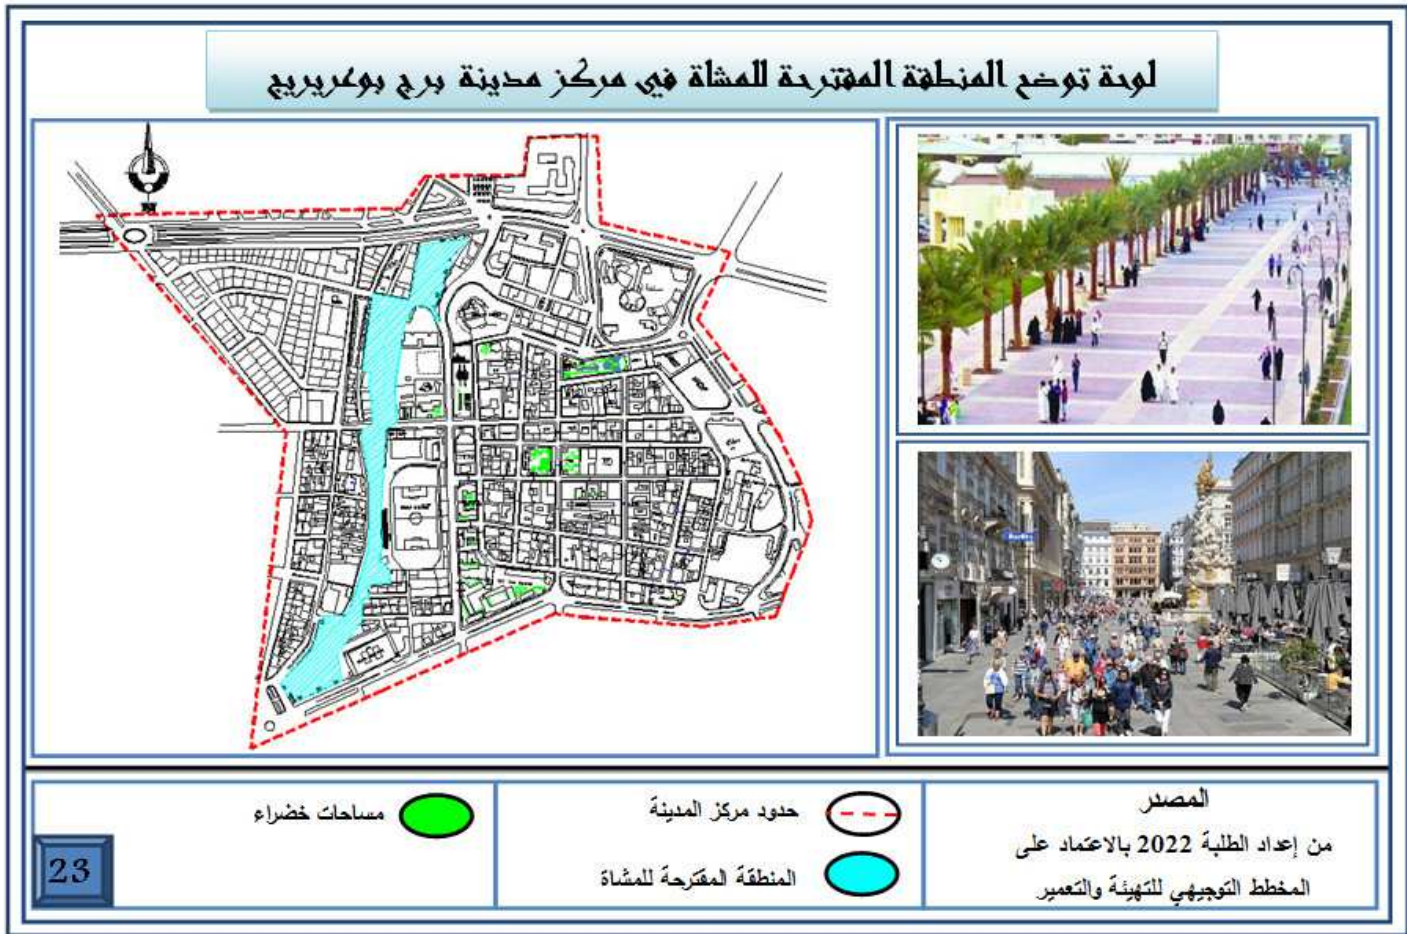 لوحة توضح المنطقة المقترحة للمشاة في مركز مدينة برج بوعريريج
المصدر
من إعداد الطلبة 2022 بالاعتماد على
المخطط التوجيهي للتهيئة والتعمير
حدود مركز المدينة
المنطقة المقترحة للمشاة
مساحات خضراء
23